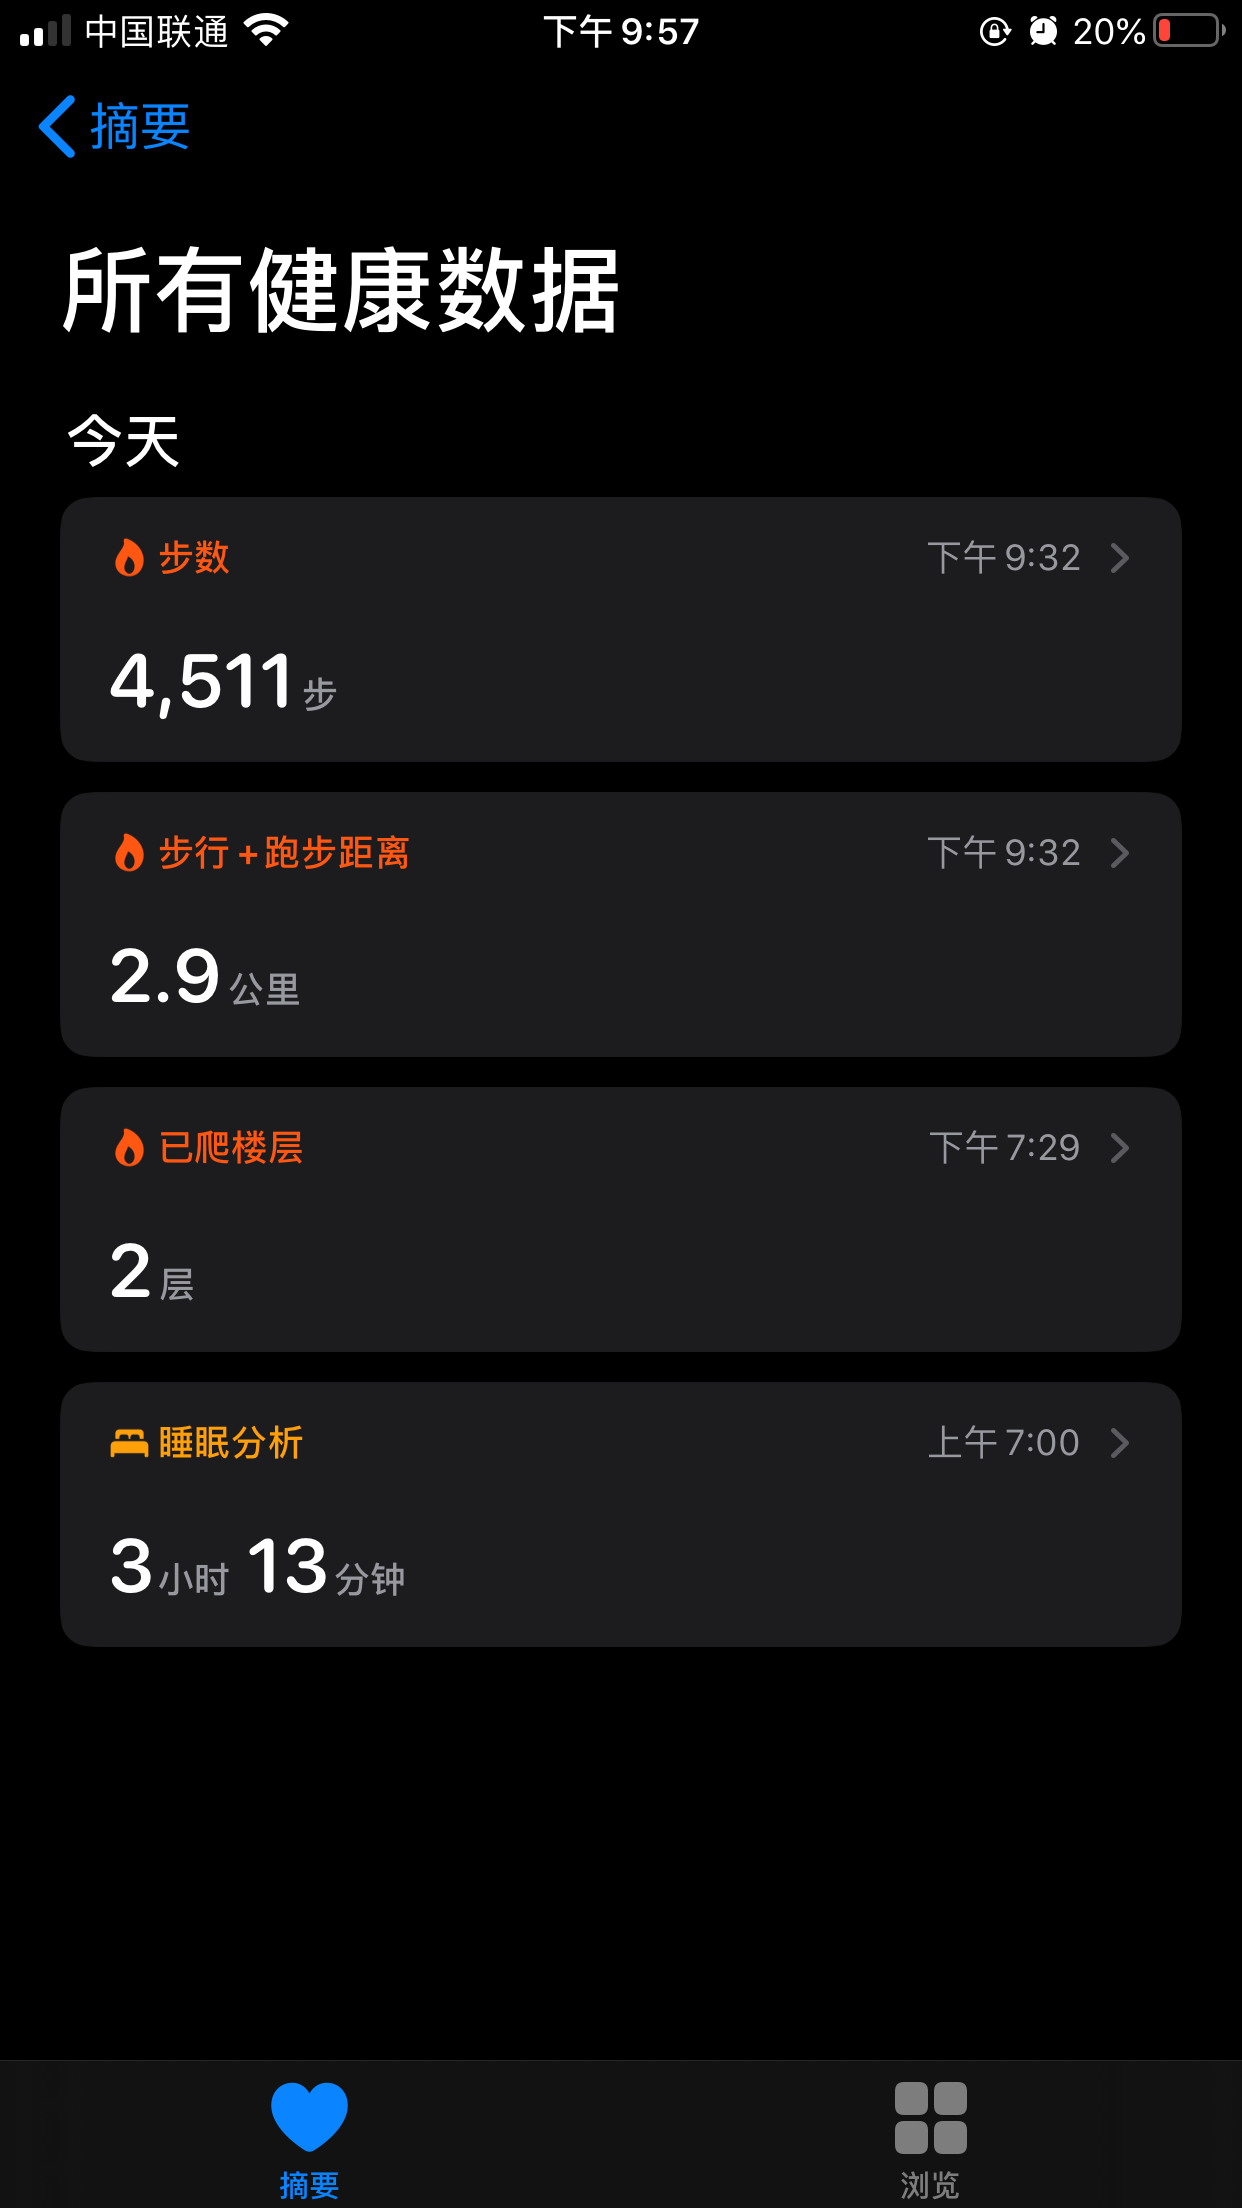 中国联通 下午 9:57 20%
摘要
所有健康数据
今天
步数 下午 9:32
4,511 步
步行 + 跑步距离 下午 9:32
2.9 公里
已爬楼层 下午 7:29
2 层
睡眠分析 上午 7:00
3 小时 13 分钟
摘要 浏览